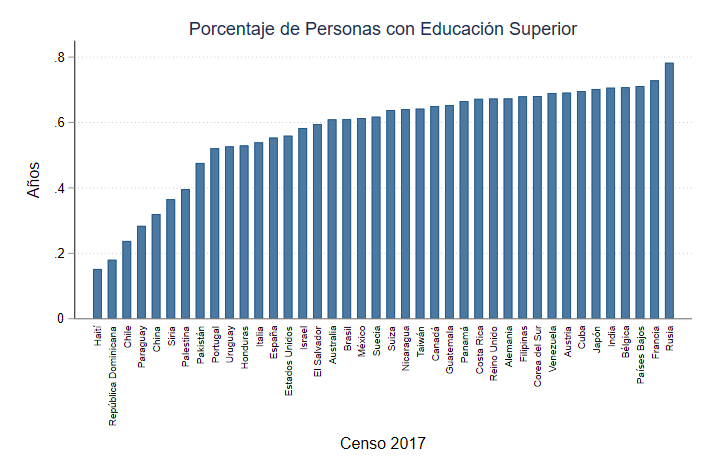 Porcentaje de Personas con Educación Superior
Años
.8
.6
.4
.2
0
Haití
República Dominicana
Chile
Paraguay
China
Siria
Palestina
Pakistán
Portugal
Uruguay
Honduras
Italia
España
Estados Unidos
Israel
El Salvador
Australia
Brasil
México
Suecia
Suiza
Nicaragua
Taiwán
Canadá
Guatemala
Panamá
Costa Rica
Reino Unido
Alemania
Filipinas
Corea del Sur
Venezuela
Austria
Cuba
Japón
India
Bélgica
Países Bajos
Francia
Rusia
Censo 2017